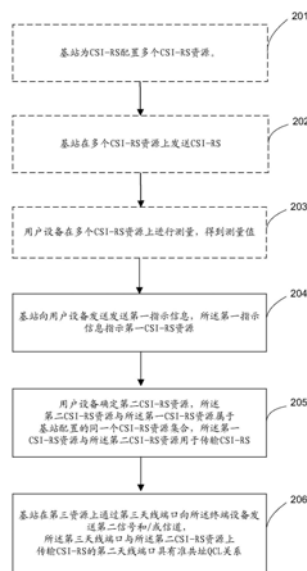 201
基站为CSI-RS配置多个CSI-RS资源。
202
基站在多个CSI-RS资源上发送CSI-RS
203
用户设备在多个CSI-RS资源上进行测量，得到测量值
204
基站向用户设备发送发送第一指示信息，所述第一指示
信息指示第一CSI-RS资源
205
用户设备确定第二CSI-RS资源，所述
第二CSI-RS资源与所述第一CSI-RS资源属于
基站配置的同一个CSI-RS资源集合，所述第一
CSI-RS资源与所述第二CSI-RS资源用于传输CSI-RS
206
基站在第三资源上通过第三天线端口向所述终端设备发
送第二信号和/或信道，
所述第三天线端口与所述第二CSI-RS资源上
传输CSI-RS的第二天线端口具有准共址QCL关系